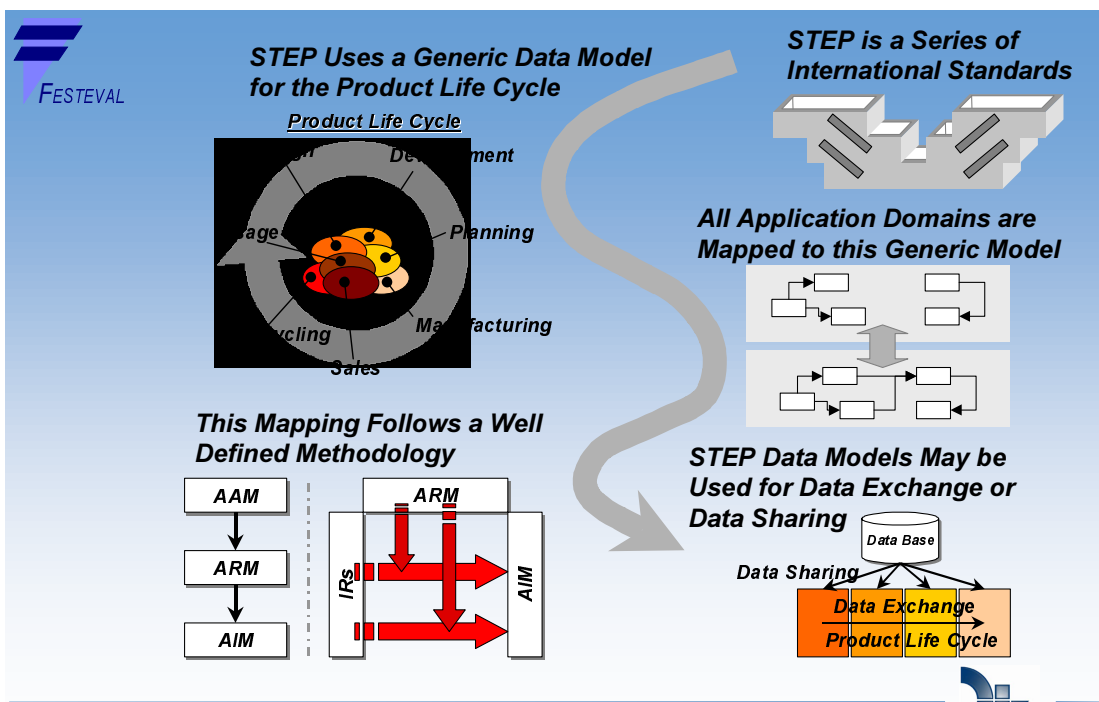 FESTEVAL
STEP Uses a Generic Data Model
for the Product Life Cycle
Product Life Cycle
Planning
Manufacturing
Sales
STEP is a Series of
International Standards
All Application Domains are
Mapped to this Generic Model
This Mapping Follows a Well
Defined Methodology
AAM
ARM
AIM
ARM
IRs
AIM
STEP Data Models May be
Used for Data Exchange or
Data Sharing
Data Base
Data Sharing
Data Exchange
Product Life Cycle